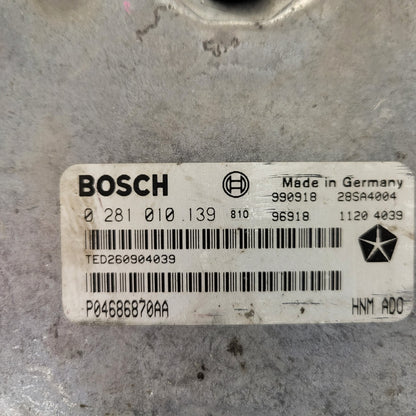 BOSCH Made in Germany
990918 28SA4004
0 281 010 139 810 96918 1120 4039
TED260904039
P04686870AA HNM ADO